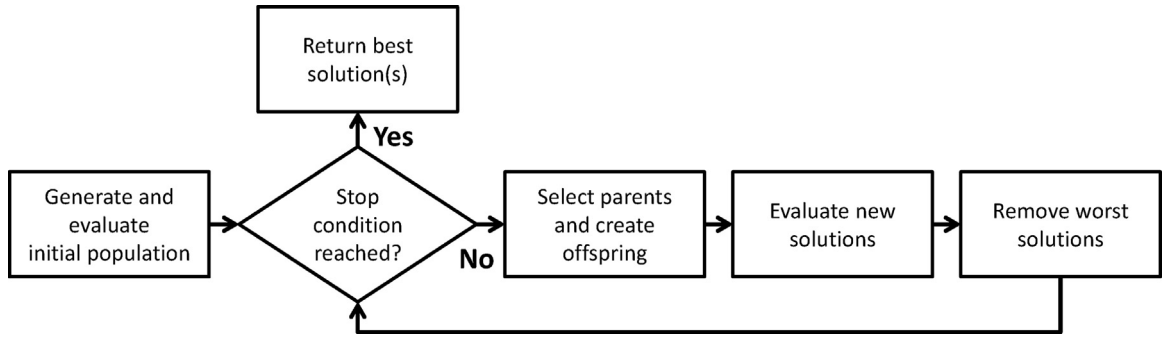 Return best
solution(s)
Yes
Generate and
evaluate
initial population
Stop
condition
reached?
No
Select parents
and create
offspring
Evaluate new
solutions
Remove worst
solutions